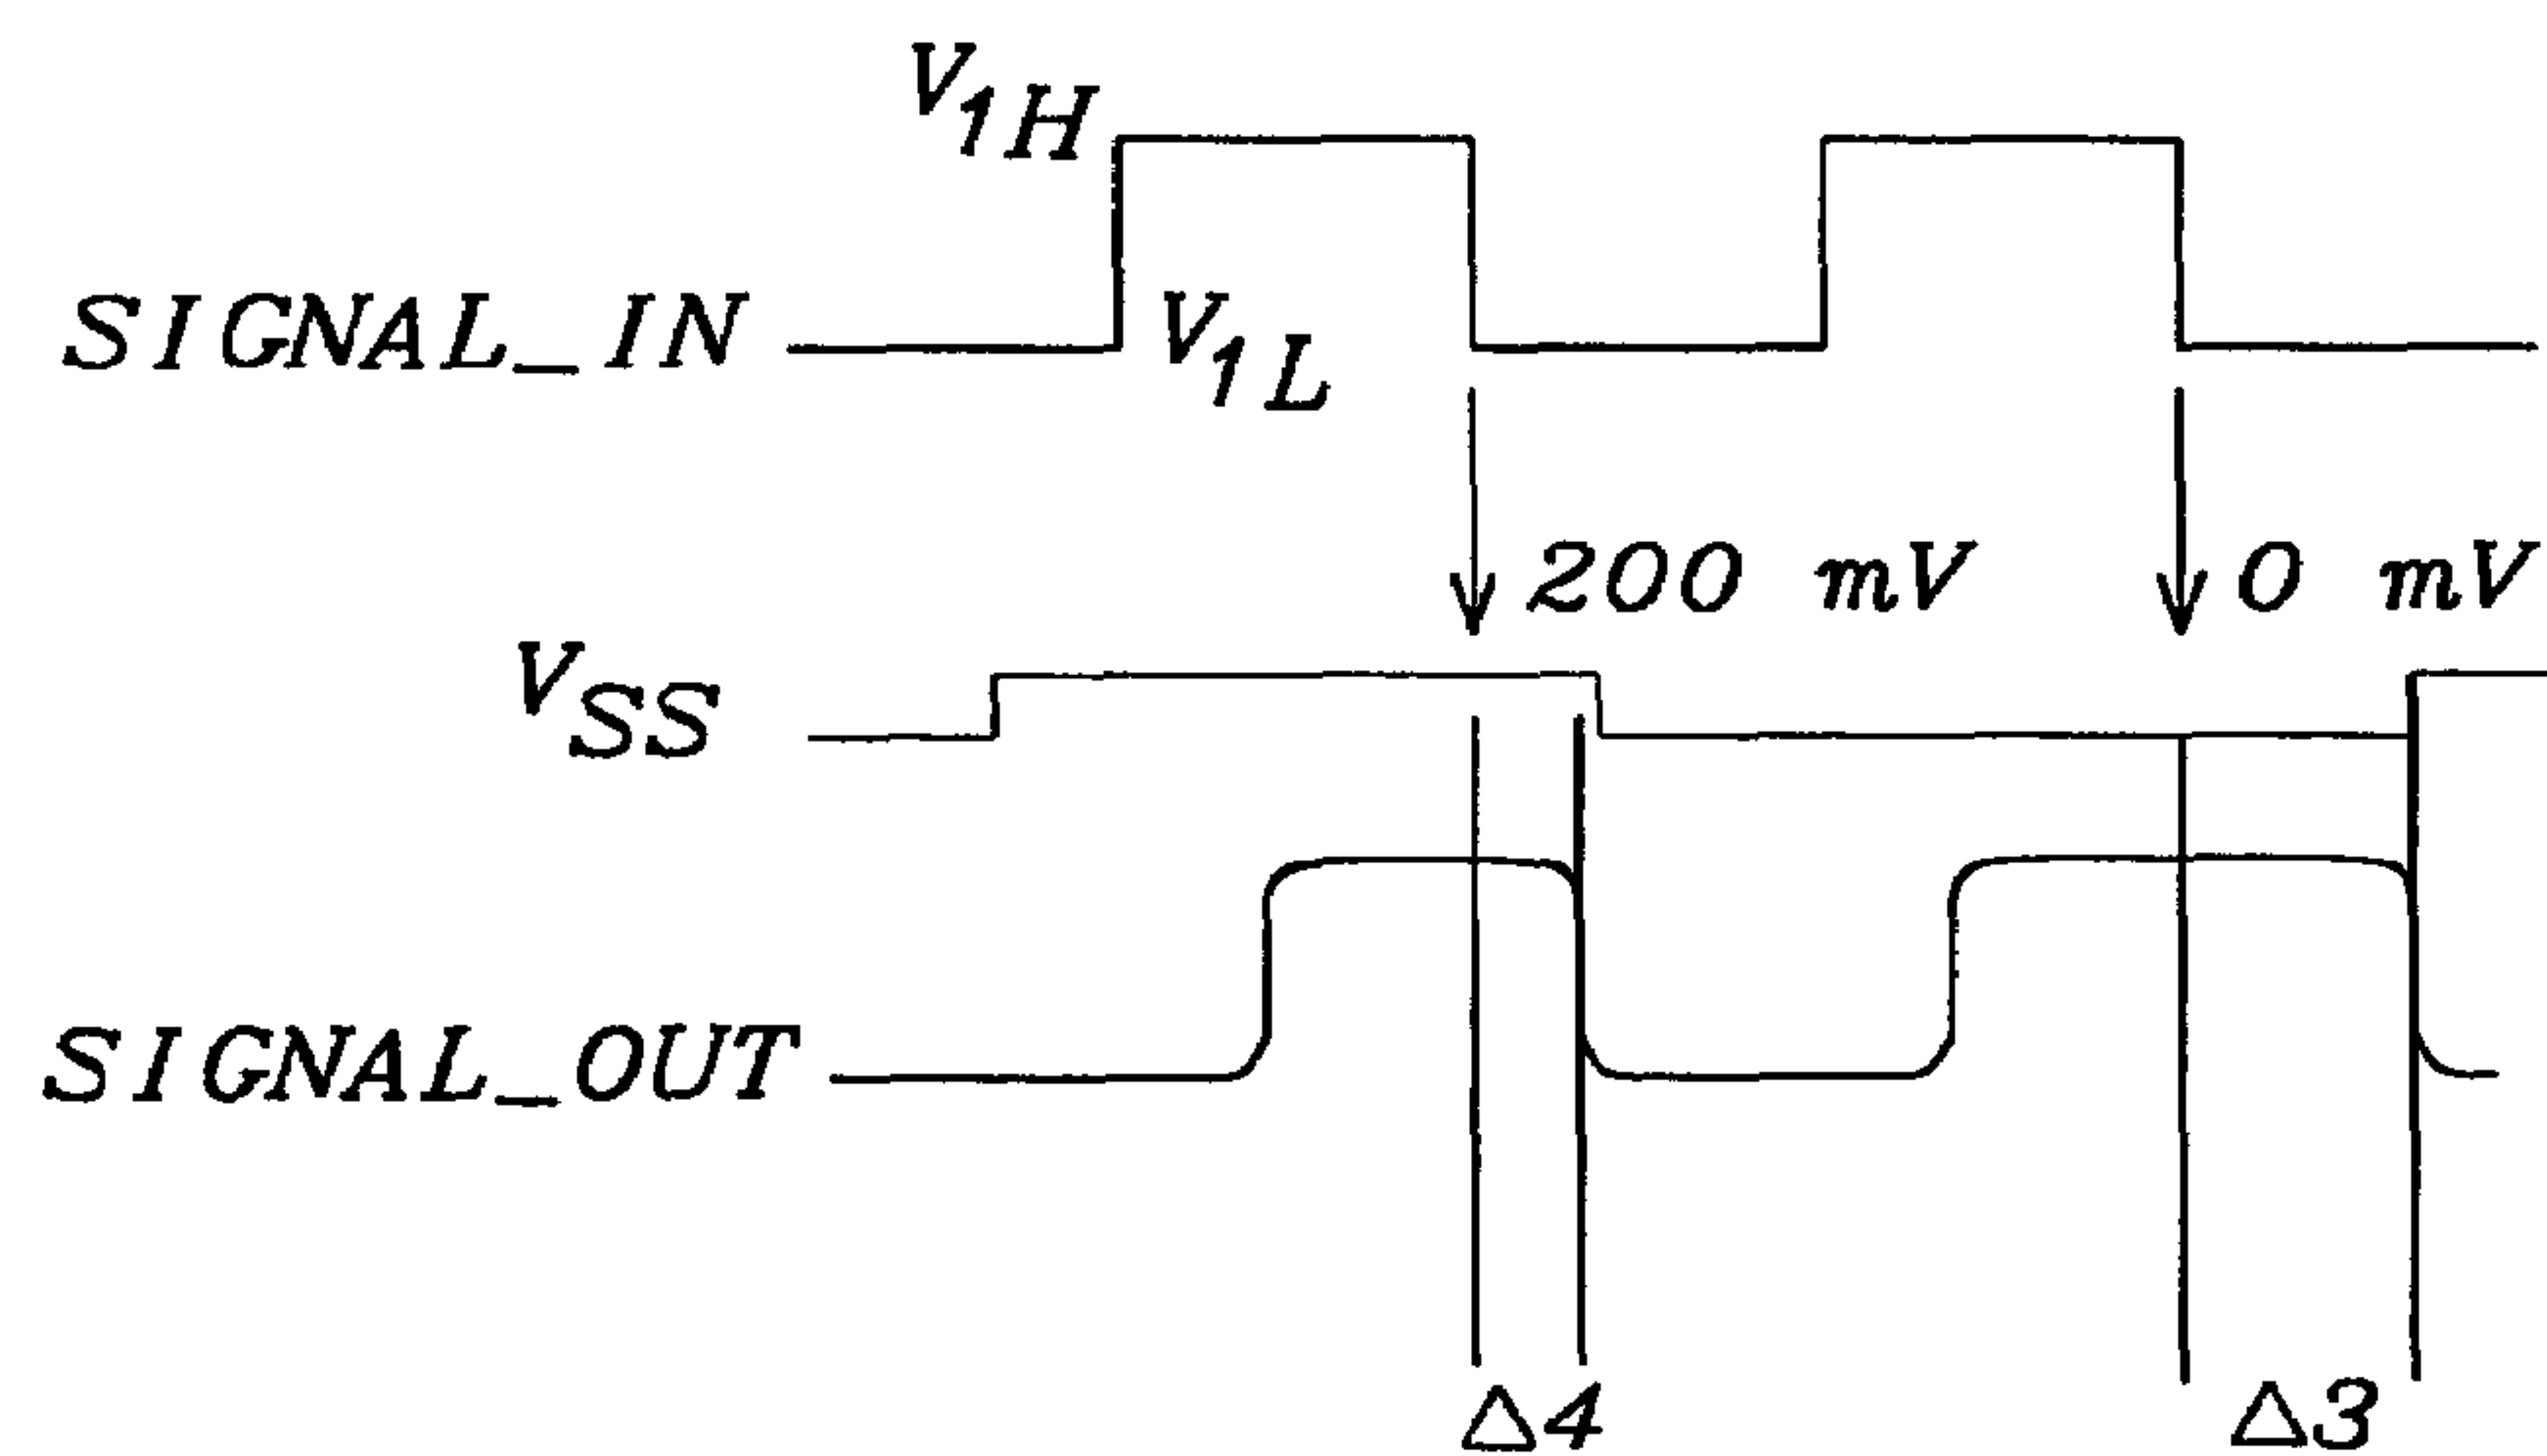 V1H
SIGNAL_IN
V1L
200 mV
0 mV
VSS
SIGNAL_OUT
Δ4
Δ3